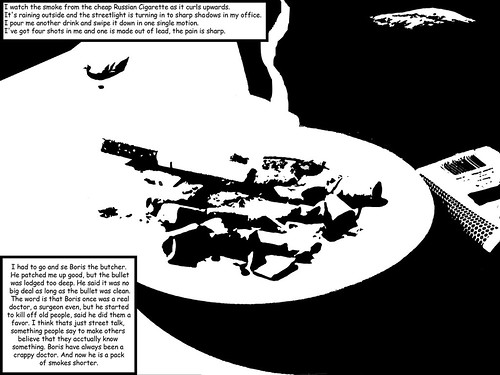 I watch the smoke from the cheap Russian Cigarette as it curls upwards.
It's raining outside and the streetlight is turning in to sharp shadows in my office.
I pour me another drink and swipe it down in one single motion.
I've got four shots in me and one is made out of lead, the pain is sharp.
I had to go and se Boris the butcher.
He patched me up good, but the bullet
was lodged too deep. He said it was no
big deal as long as the bullet was clean.
The word is that Boris once was a real
doctor, a surgeon even, but he started
to kill off old people, said he did them a
favor. I think thats just street talk,
something people say to make others
believe that they acctually know
something. Boris have always been a
crappy doctor. And now he is a pack
of smokes shorter.